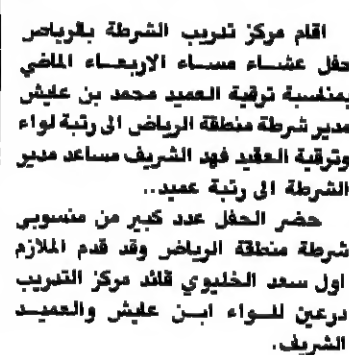 اقام مركز تدريب الشرطة بالرياض
حفل عشاء مساء الاربعاء الماضي
بمناسبة ترقية العميد محمد بن عليش
مدير شرطة منطقة الرياض الى رتبة لواء
وترقية العقيد فهد الشريف مساعد مدير
الشرطة الى رتبة عميد..
حضر الحفل عدد كبير من منسوبي
شرطة منطقة الرياض وقد قدم الملازم
اول سعد الخليوي قائد مركز التدريب
درعين للواء ابن عليش والعميد
الشريف.